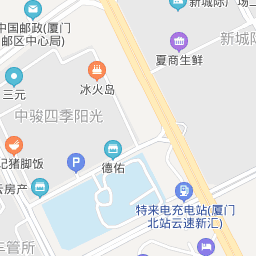 新城际广场二
中国邮政(厦门
邮区中心局)
夏商生鲜
新城际
冰火岛
三元
中骏四季阳光
记猪脚饭
德佑
云房产
特来电充电站(厦门
北站云速新汇)
车管所